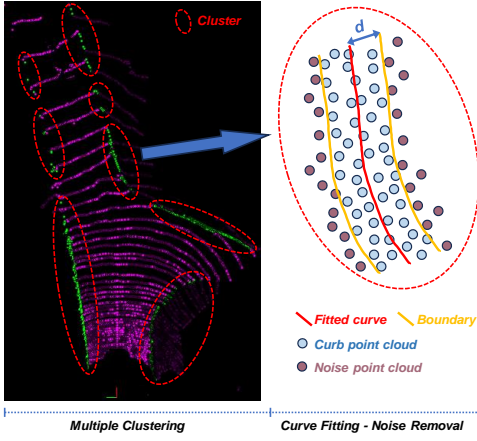 Cluster
d
Fitted curve
Boundary
Curb point cloud
Noise point cloud
Multiple Clustering
Curve Fitting - Noise Removal